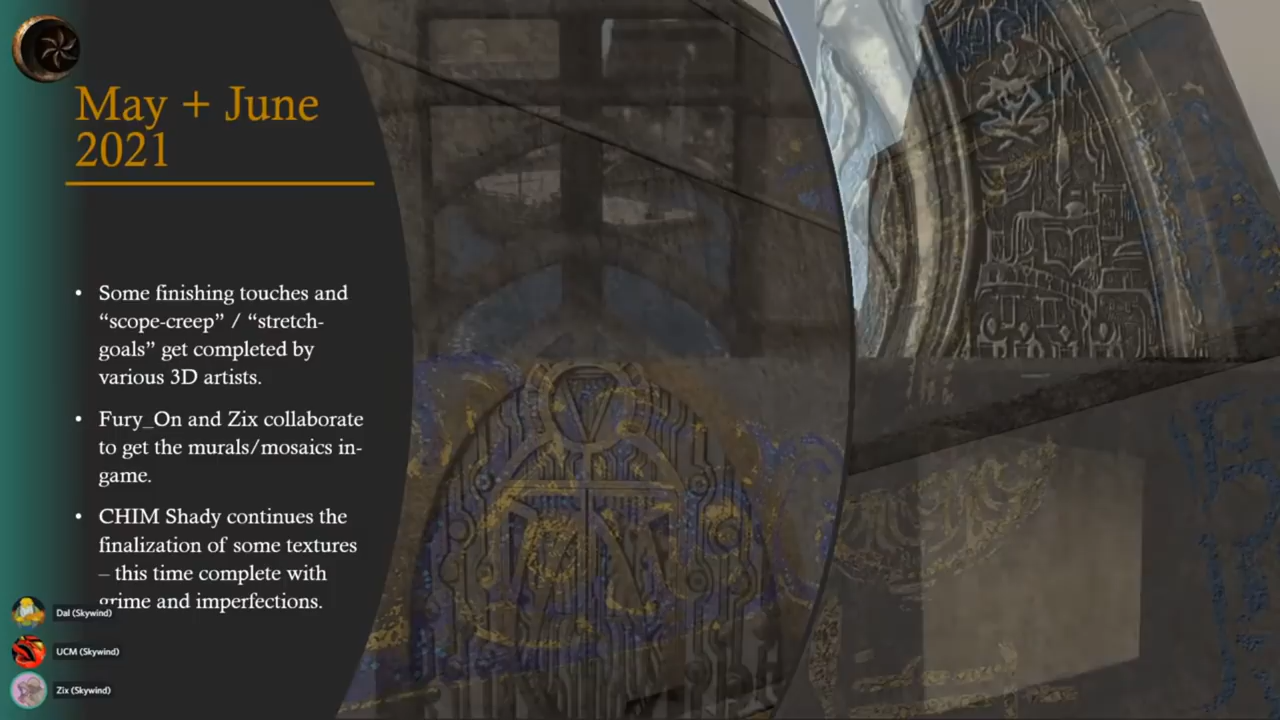 May + June
2021
• Some finishing touches and
“scope-creep” / “stretch-
goals” get completed by
various 3D artists.
• Fury_On and Zix collaborate
to get the murals/mosaics in-
game.
• CHIM Shady continues the
finalization of some textures
– this time complete with
grime and imperfections.
Dal (Skywind)
UCM (Skywind)
Zix (Skywind)